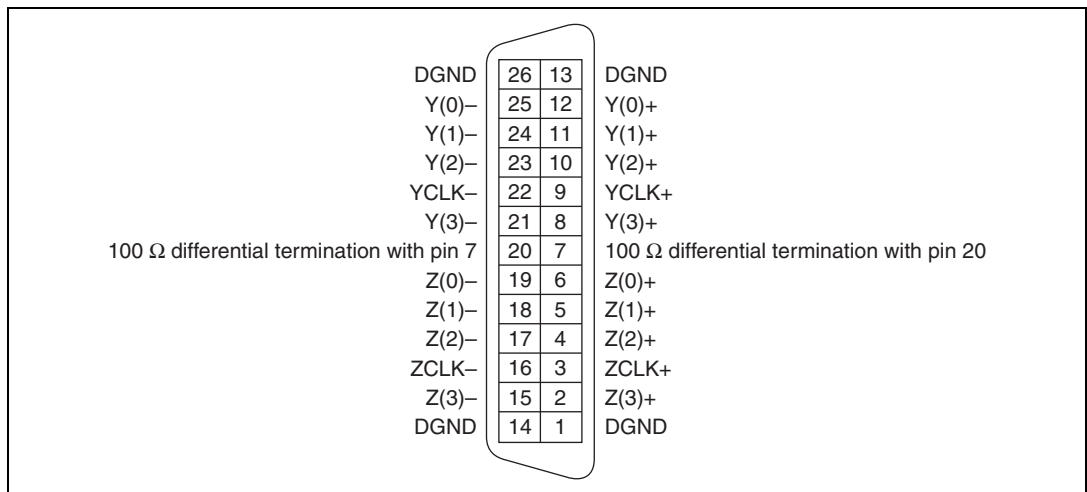 DGND 26 13 DGND
Y(0)– 25 12 Y(0)+
Y(1)– 24 11 Y(1)+
Y(2)– 23 10 Y(2)+
YCLK– 22 9 YCLK+
Y(3)– 21 8 Y(3)+
100 Ω differential termination with pin 7 20 7 100 Ω differential termination with pin 20
Z(0)– 19 6 Z(0)+
Z(1)– 18 5 Z(1)+
Z(2)– 17 4 Z(2)+
ZCLK– 16 3 ZCLK+
Z(3)– 15 2 Z(3)+
DGND 14 1 DGND